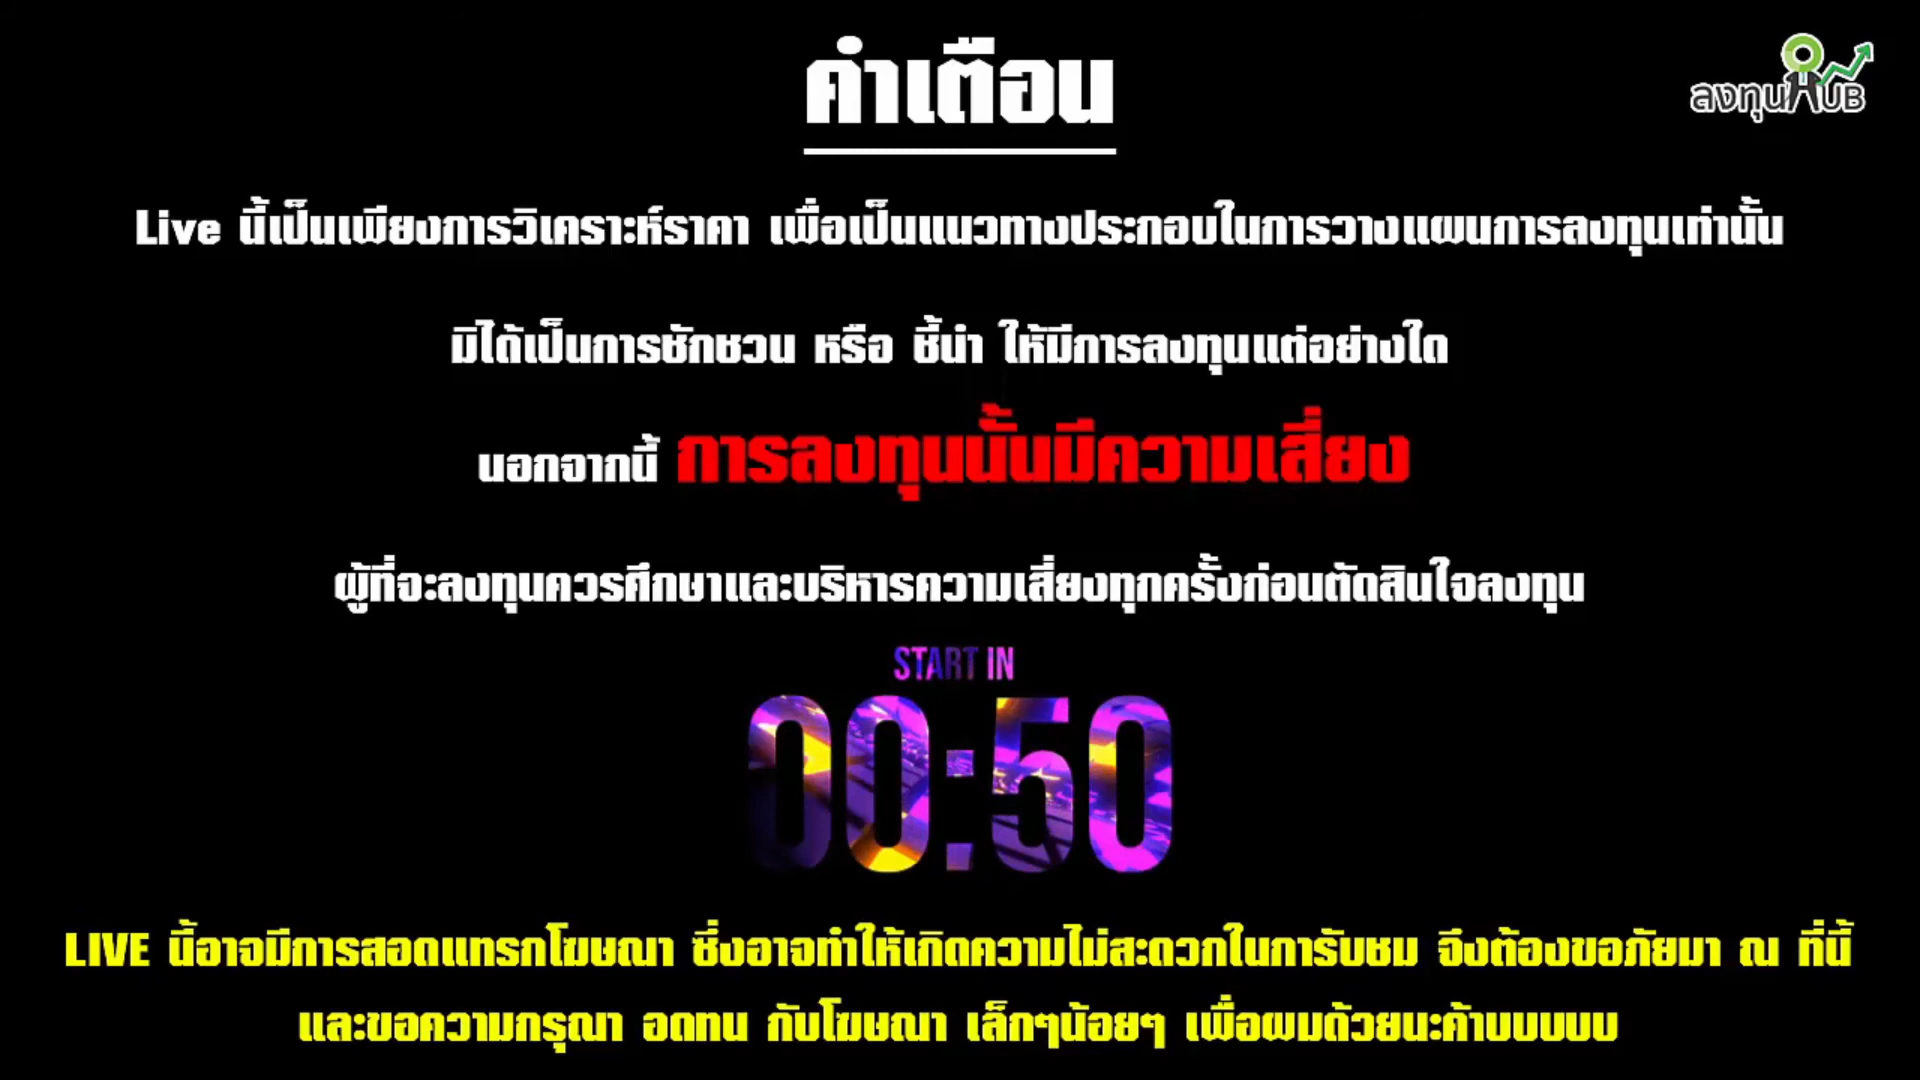 คำเตือน
ลงทุนHUB
Live นี้เป็นเพียงการวิเคราะห์ราคา เพื่อเป็นแนวทางประกอบในการวางแผนการลงทุนเท่านั้น
มิได้เป็นการชักชวน หรือ ชี้นำ ให้มีการลงทุนแต่อย่างใด
นอกจากนี้ การลงทุนนั้นมีความเสี่ยง
ผู้ที่จะลงทุนควรศึกษาและบริหารความเสี่ยงทุกครั้งก่อนตัดสินใจลงทุน
START IN
00:50
LIVE นี้อาจมีการสอดแทรกโฆษณา ซึ่งอาจทำให้เกิดความไม่สะดวกในการับชม จึงต้องขอภัยมา ณ ที่นี้
และขอความกรุณา อดทน กับโฆษณา เล็กๆน้อยๆ เพื่อผมด้วยนะค้าบบบบบ